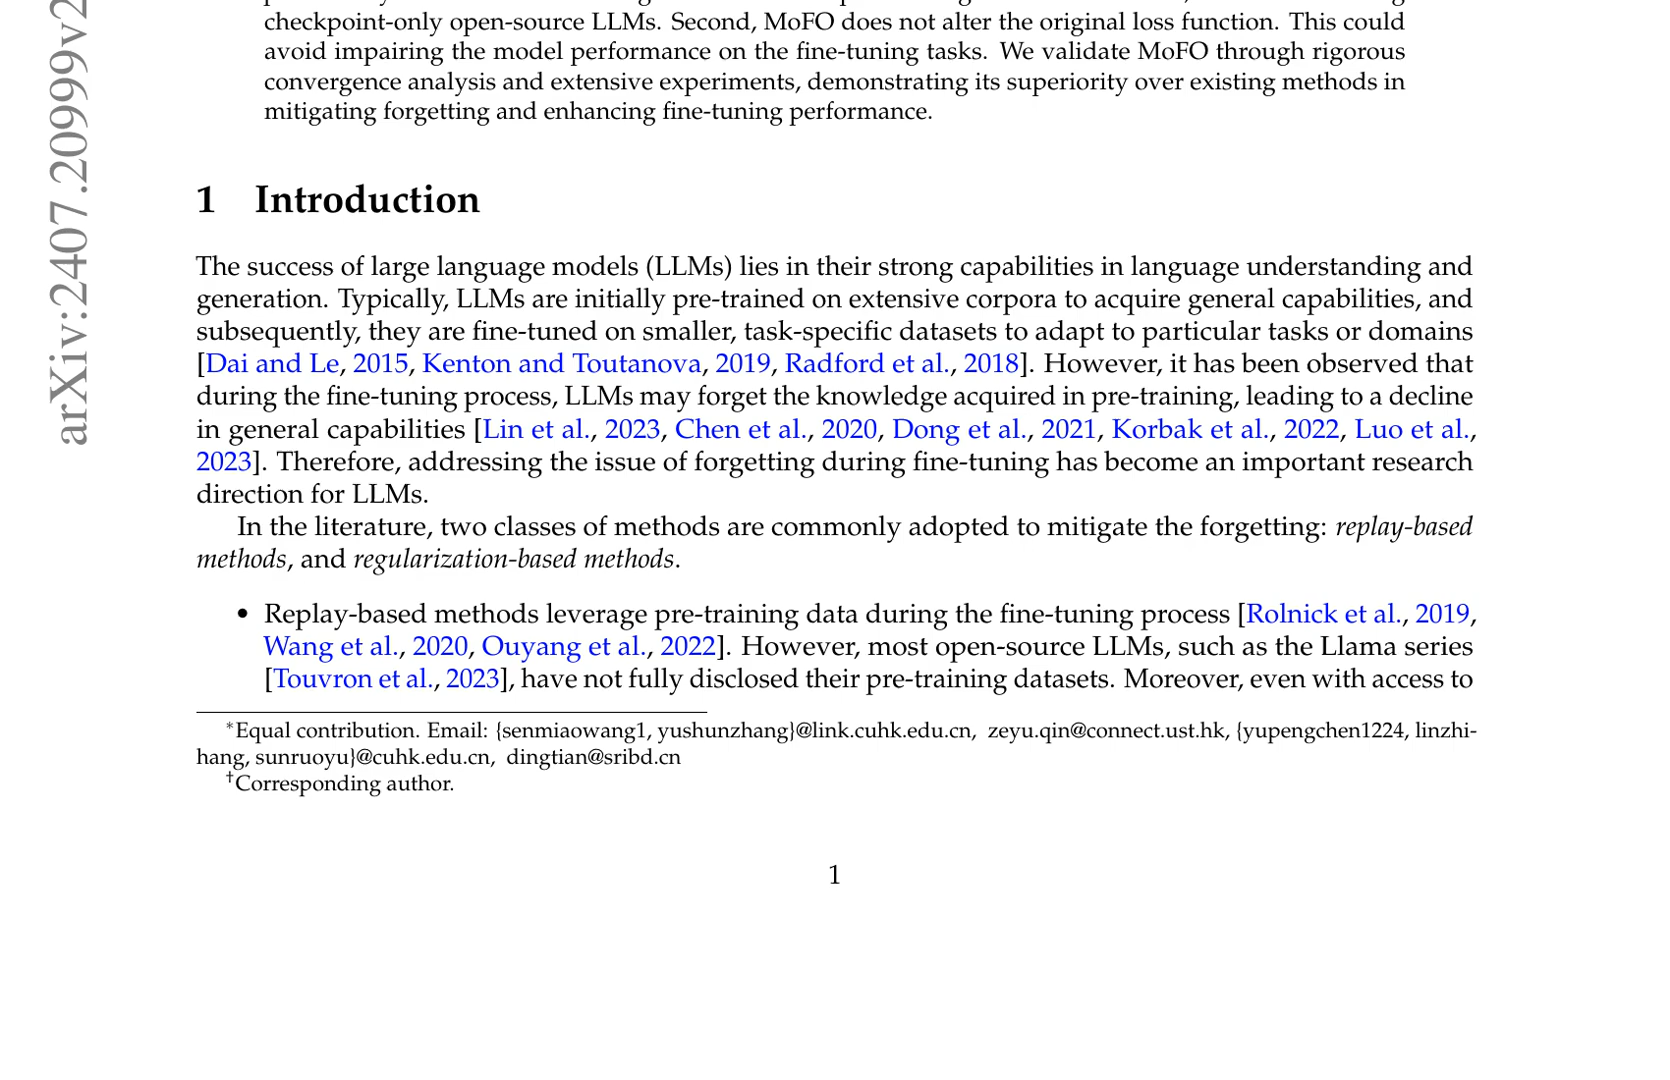 checkpoint-only open-source LLMs. Second, MoFO does not alter the original loss function. This could
avoid impairing the model performance on the fine-tuning tasks. We validate MoFO through rigorous
convergence analysis and extensive experiments, demonstrating its superiority over existing methods in
mitigating forgetting and enhancing fine-tuning performance.
1 Introduction
The success of large language models (LLMs) lies in their strong capabilities in language understanding and
generation. Typically, LLMs are initially pre-trained on extensive corpora to acquire general capabilities, and
subsequently, they are fine-tuned on smaller, task-specific datasets to adapt to particular tasks or domains
[Dai and Le, 2015, Kenton and Toutanova, 2019, Radford et al., 2018]. However, it has been observed that
during the fine-tuning process, LLMs may forget the knowledge acquired in pre-training, leading to a decline
in general capabilities [Lin et al., 2023, Chen et al., 2020, Dong et al., 2021, Korbak et al., 2022, Luo et al.,
2023]. Therefore, addressing the issue of forgetting during fine-tuning has become an important research
direction for LLMs.
In the literature, two classes of methods are commonly adopted to mitigate the forgetting: replay-based
methods, and regularization-based methods.
• Replay-based methods leverage pre-training data during the fine-tuning process [Rolnick et al., 2019,
Wang et al., 2020, Ouyang et al., 2022]. However, most open-source LLMs, such as the Llama series
[Touvron et al., 2023], have not fully disclosed their pre-training datasets. Moreover, even with access to
*Equal contribution. Email: {senmiaowang1, yushunzhang}@link.cuhk.edu.cn, zeyu.qin@connect.ust.hk, {yupengchen1224, linzhi-
hang, sunruoyu}@cuhk.edu.cn, dingtian@sribd.cn
†Corresponding author.
1
arXiv:2407.20999v2